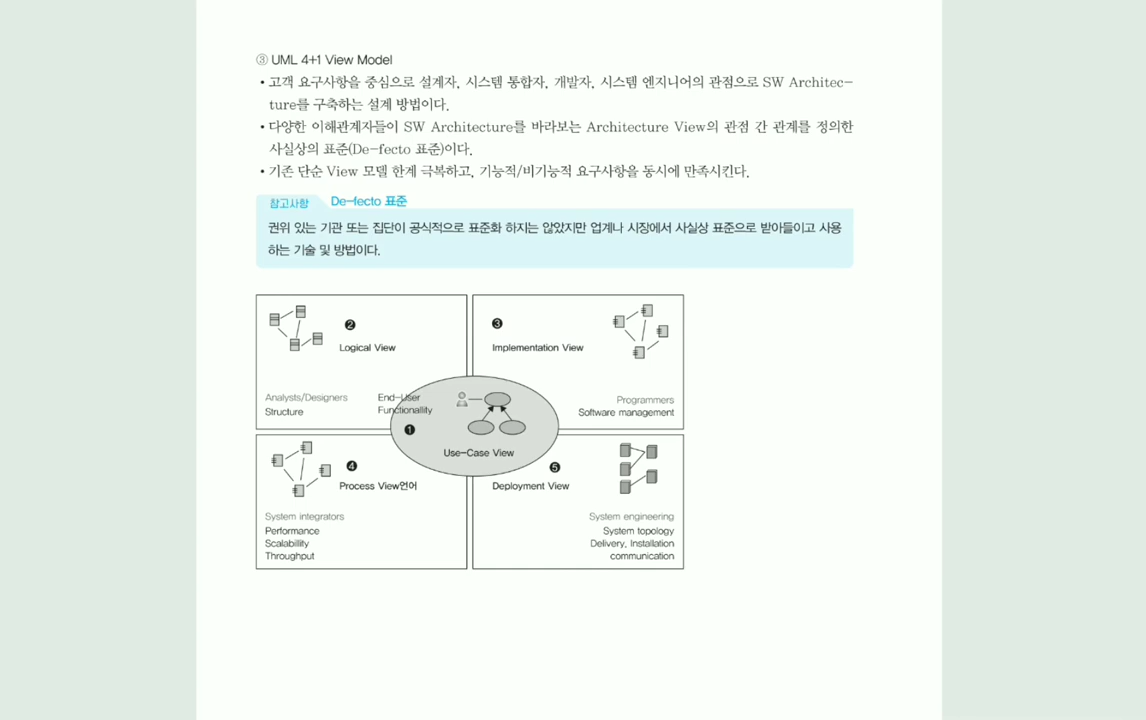 ③ UML 4+1 View Model
• 고객 요구사항을 중심으로 설계자, 시스템 통합자, 개발자, 시스템 엔지니어의 관점으로 SW Architec-
ture를 구축하는 설계 방법이다.
• 다양한 이해관계자들이 SW Architecture를 바라보는 Architecture View의 관점 간 관계를 정의한
사실상의 표준(De-fecto 표준)이다.
• 기존 단순 View 모델 한계 극복하고, 기능적/비기능적 요구사항을 동시에 만족시킨다.
참고사항 De-fecto 표준
권위 있는 기관 또는 집단이 공식적으로 표준화 하지는 않았지만 업계나 시장에서 사실상 표준으로 받아들이고 사용
하는 기술 및 방법이다.
❷
Logical View
Analysts/Designers
Structure
End-User
Functionallity
❸
Implementation View
Programmers
Software management
❶
Use-Case View
❹
Process View언어
System integrators
Performance
Scalabillity
Throughput
❺
Deployment View
System engineering
System topology
Delivery, Installation
communication